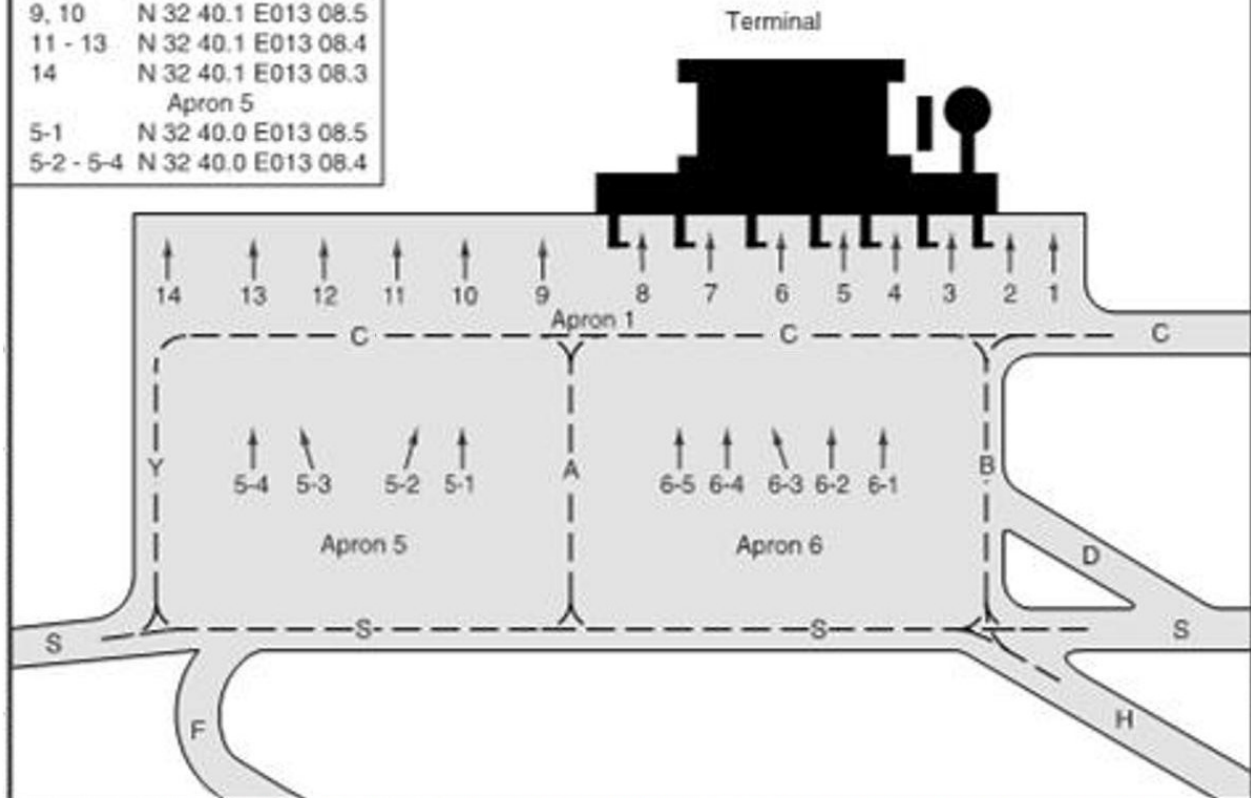 9, 10 N 32 40.1 E013 08.5
11 - 13 N 32 40.1 E013 08.4
14 N 32 40.1 E013 08.3
Apron 5
5-1 N 32 40.0 E013 08.5
5-2 - 5-4 N 32 40.0 E013 08.4
Terminal
14 13 12 11 10 9 8 7 6 5 4 3 2 1
Apron 1
C C C
Y A B
5-4 5-3 5-2 5-1 6-5 6-4 6-3 6-2 6-1
Apron 5 Apron 6
D
S S S S
F H